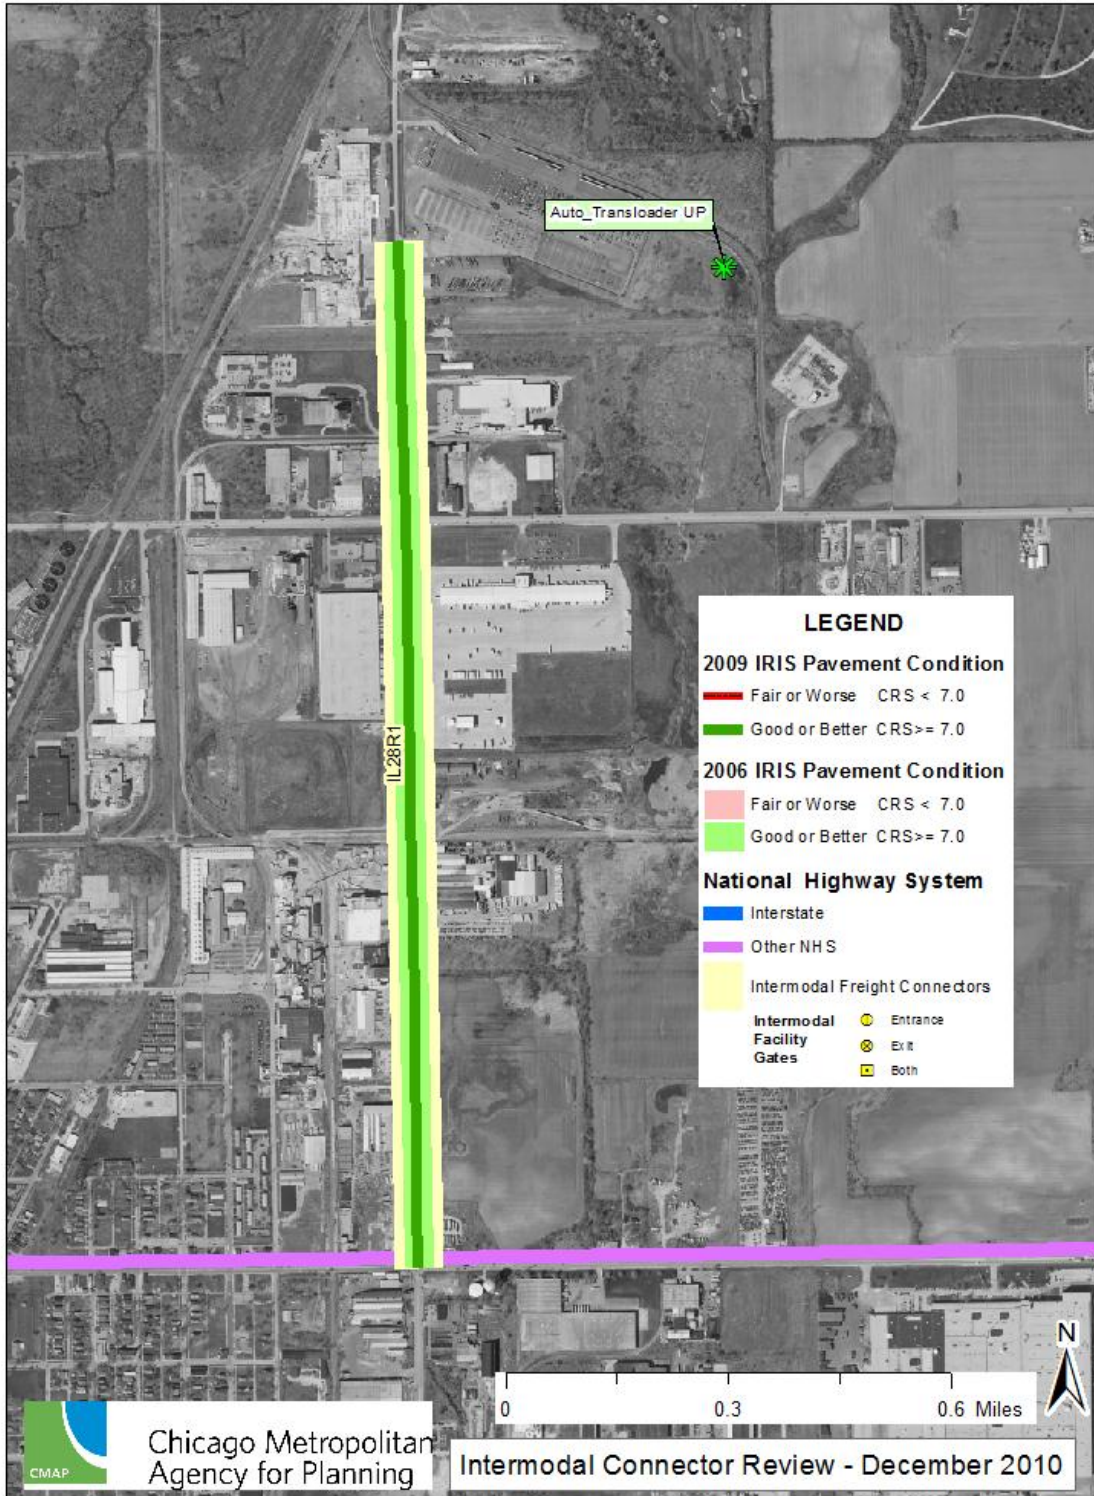 Auto_Transloader UP
IL28R1
LEGEND
2009 IRIS Pavement Condition
Fair or Worse CRS < 7.0
Good or Better CRS>= 7.0
2006 IRIS Pavement Condition
Fair or Worse CRS < 7.0
Good or Better CRS>= 7.0
National Highway System
Interstate
Other NHS
Intermodal Freight Connectors
Intermodal
Facility
Gates
Entrance
Exit
Both
N
0 0.3 0.6 Miles
CMAP
Chicago Metropolitan
Agency for Planning
Intermodal Connector Review - December 2010